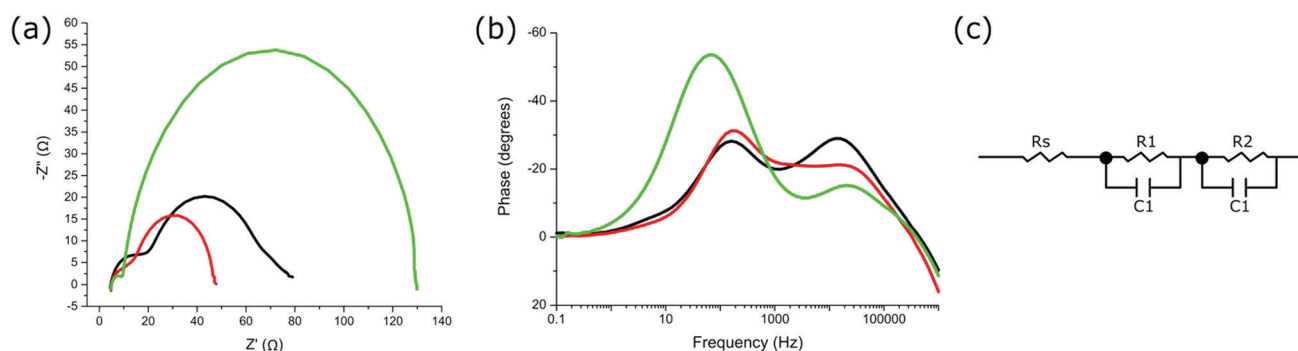 (a)
60
55
50
45
40
35
30
25
20
15
10
5
0
-5
-Z" (Ω)
0 20 40 60 80 100 120 140
Z' (Ω)
(b)
-60
-40
-20
0
20
Phase (degrees)
0.1 10 1000 100000
Frequency (Hz)
(c)
Rs R1 R2
C1 C1